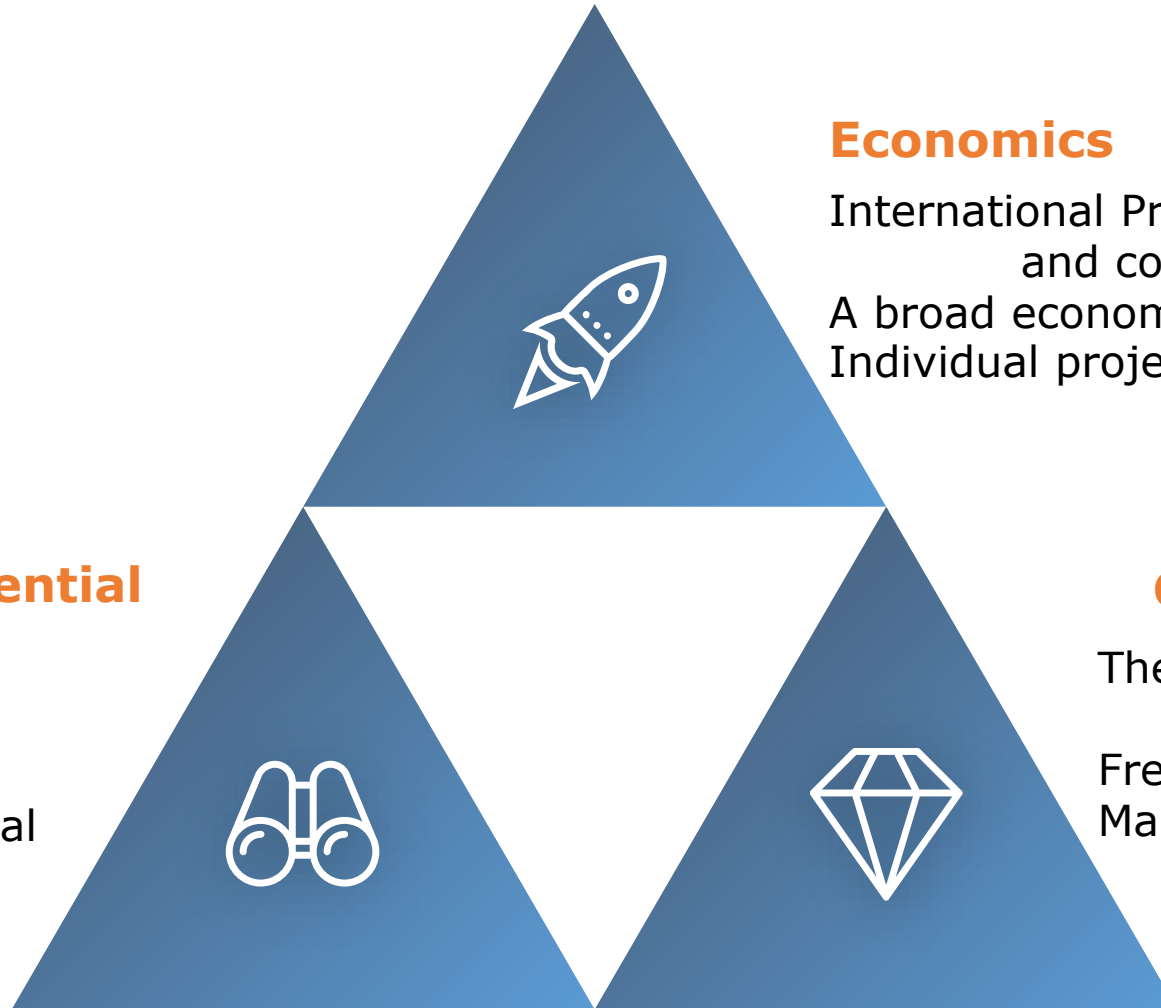 Economics
International Pr
and co
A broad econom
Individual proje
ential
al
The
Fre
Ma